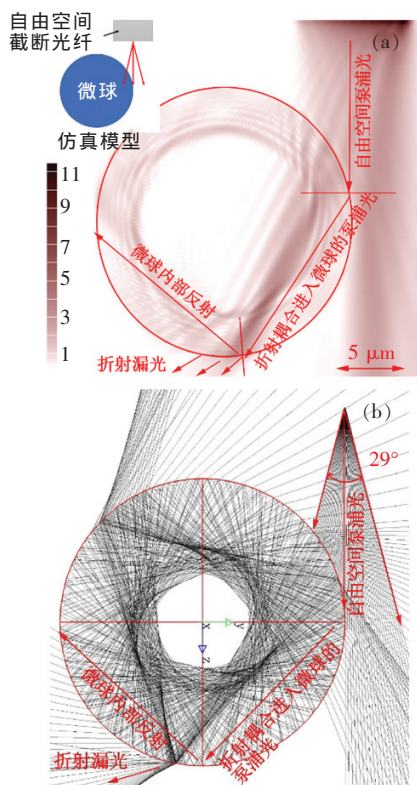 自由空间
截断光纤
微球
仿真模型
(a)
自由空间泵浦光
11
9
7
5
3
1
微球内部反射
折射耦合进入微球的泵浦光
折射漏光
5 μm
(b)
29°
自由空间泵浦光
x
y
z
微球内部反射
折射耦合进入微球的
泵浦光
折射漏光